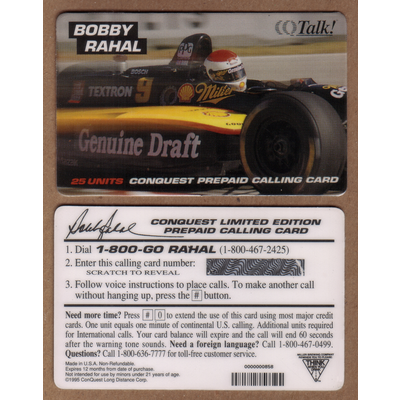 BOBBY
RAHAL
Talk!
BOSCH
TEXTRON 9 Miller
Genuine Draft
25 UNITS CONQUEST PREPAID CALLING CARD
CONQUEST LIMITED EDITION
PREPAID CALLING CARD
1. Dial 1-800-GO RAHAL (1-800-467-2425)
2. Enter this calling card number:
SCRATCH TO REVEAL
3. Follow voice instructions to place calls. To make another call
without hanging up, press the # button.
Need more time? Press # 0 to extend the use of this card using most major credit
cards. One unit equals one minute of continental U.S. calling. Additional units required
for International calls. Your card balance will expire and the call will end 60 seconds
after the warning tone sounds. Need a foreign language? Call 1-800-467-0499.
Questions? Call 1-800-636-7777 for toll-free customer service.
Made in U.S.A. Non-Refundable.
Expires 12 months from date of purchase.
Not intended for use by minors under 21 years of age.
©1995 ConQuest Long Distance Corp.
0000000858
THINK